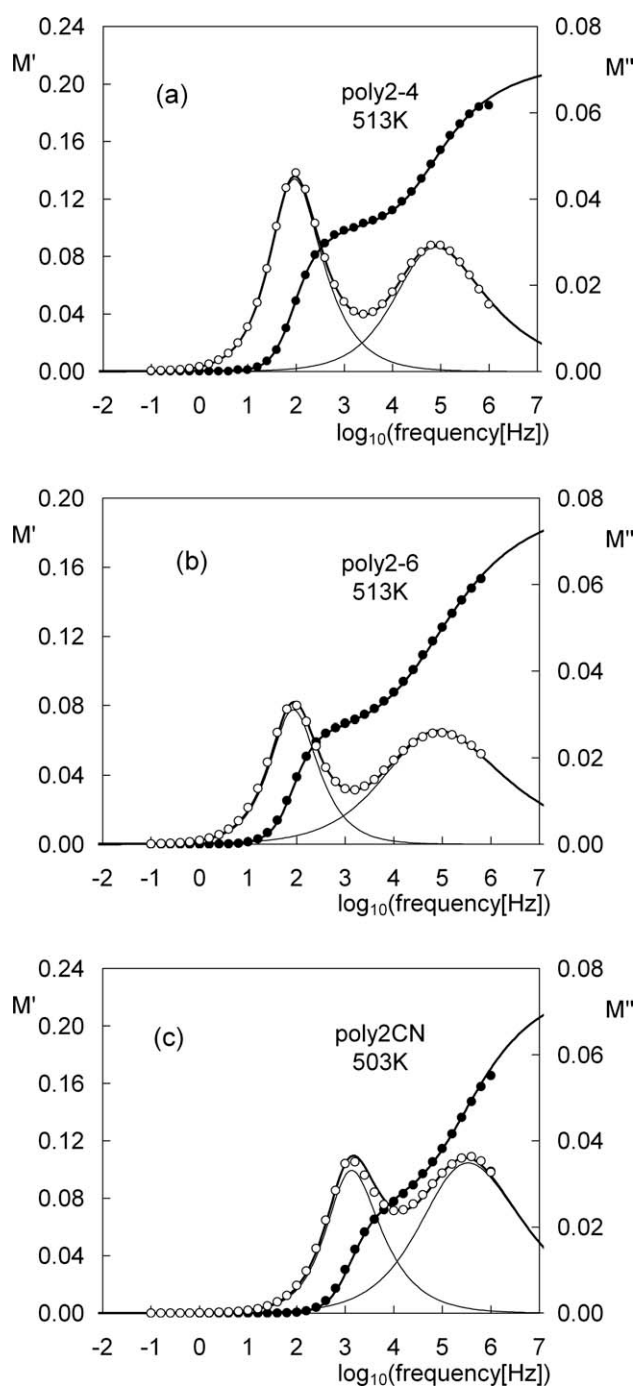 0.24 0.08
M' M"
0.20
(a) poly2-4
513K
0.06
0.16
0.12 0.04
0.08
0.02
0.04
0.00 0.00
-2 -1 0 1 2 3 4 5 6 7
log₁₀(frequency[Hz])
0.20 0.08
M' M"
(b) poly2-6
513K
0.16
0.06
0.12
0.04
0.08
0.02
0.04
0.00 0.00
-2 -1 0 1 2 3 4 5 6 7
log₁₀(frequency[Hz])
0.24 0.08
M' M"
0.20
(c) poly2CN
503K
0.06
0.16
0.12 0.04
0.08
0.02
0.04
0.00 0.00
-2 -1 0 1 2 3 4 5 6 7
log₁₀(frequency[Hz])